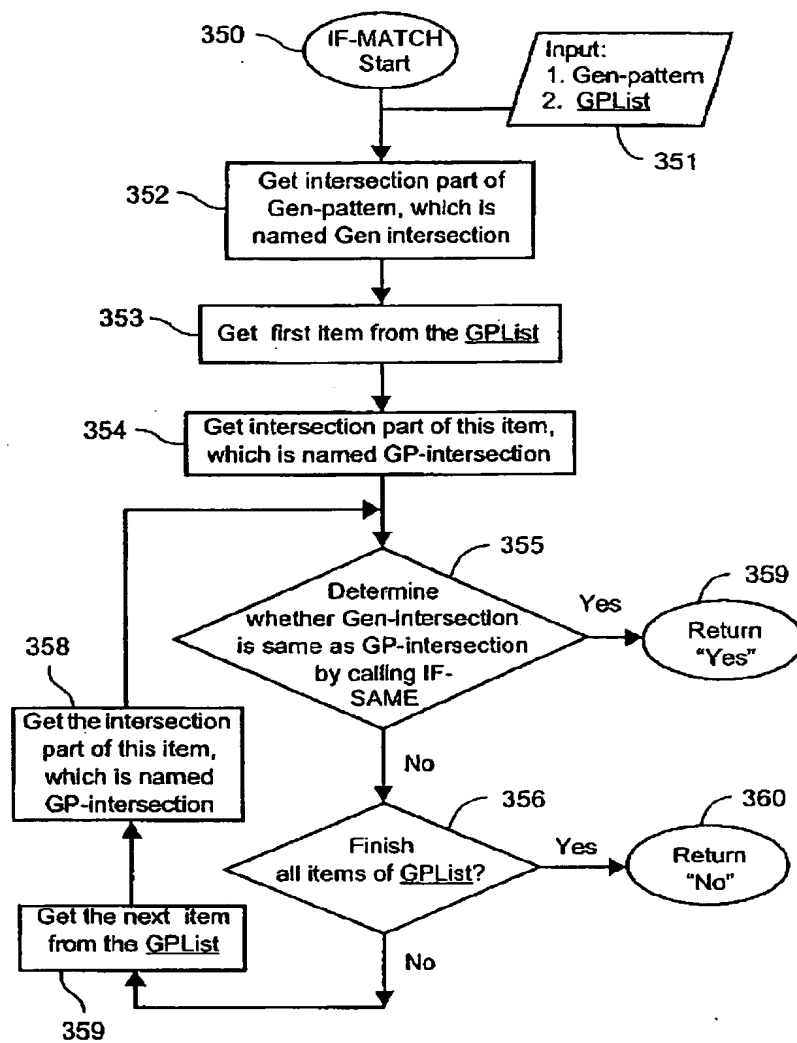 350
IF-MATCH
Start
Input:
1. Gen-pattern
2. GPList
351
352
Get intersection part of
Gen-pattern, which is
named Gen intersection
353
Get first item from the GPList
354
Get intersection part of this item,
which is named GP-intersection
355
Determine
whether Gen-intersection
is same as GP-intersection
by calling IF-
SAME
Yes
359
Return
"Yes"
358
Get the intersection
part of this item,
which is named
GP-intersection
No
356
Finish
all items of GPList?
Yes
360
Return
"No"
Get the next item
from the GPList
359
No